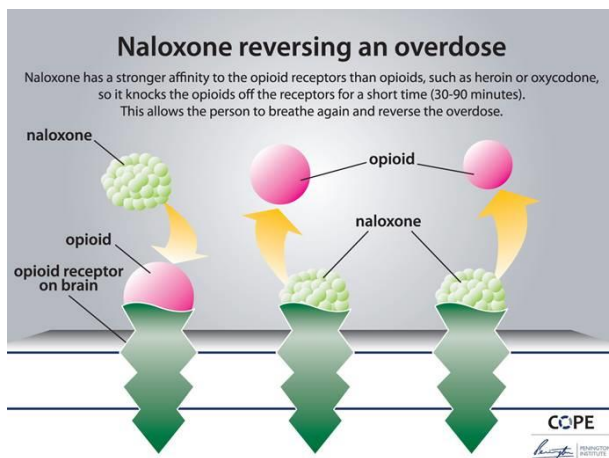 Naloxone reversing an overdose
Naloxone has a stronger affinity to the opioid receptors than opioids, such as heroin or oxycodone,
so it knocks the opioids off the receptors for a short time (30-90 minutes).
This allows the person to breathe again and reverse the overdose.
naloxone
opioid
opioid
naloxone
opioid receptor
on brain
COPE
PENINGTON
INSTITUTE